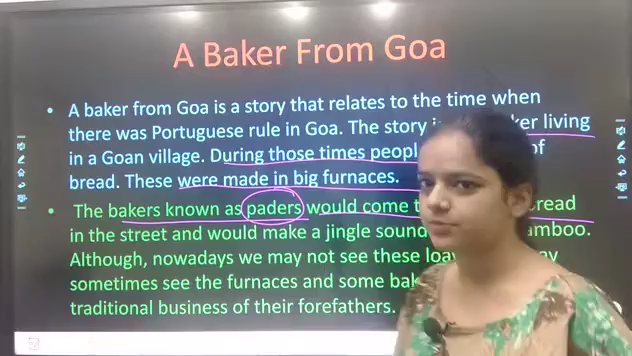 A Baker From Goa
• A baker from Goa is a story that relates to the time when
there was Portuguese rule in Goa. The story is living
in a Goan village. During those times of
bread. These were made in big furnaces.
• The bakers known as paders would come
in the street and would make a jingle sound
Although, nowadays we may not see these
sometimes see the furnaces and some
traditional business of their forefathers.